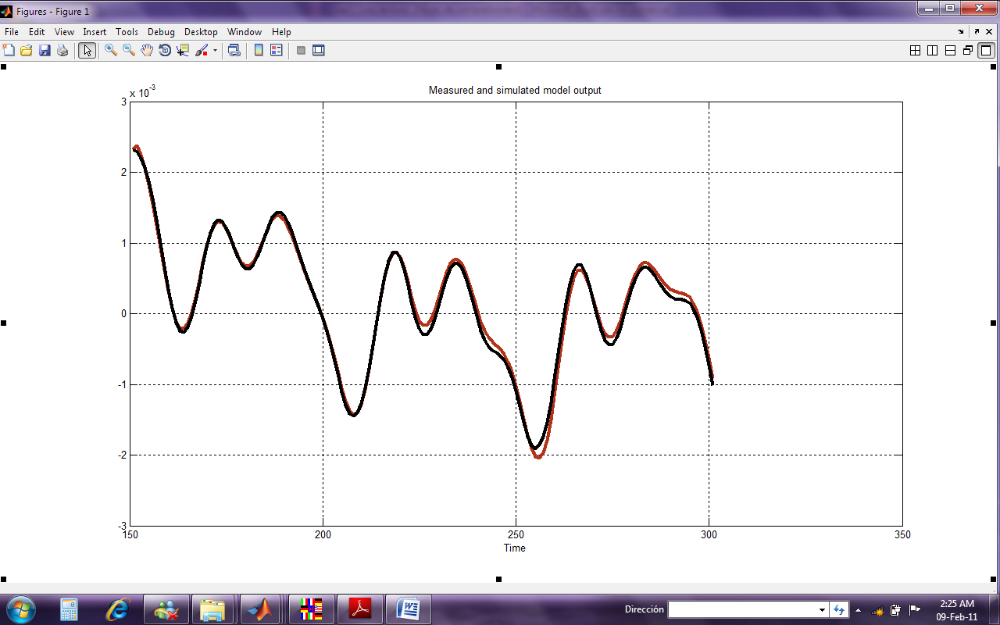 Figures - Figure 1
File Edit View Insert Tools Debug Desktop Window Help
x 10^-3
Measured and simulated model output
3
2
1
0
-1
-2
-3
150 200 250 300 350
Time
Dirección
2:25 AM
09-Feb-11